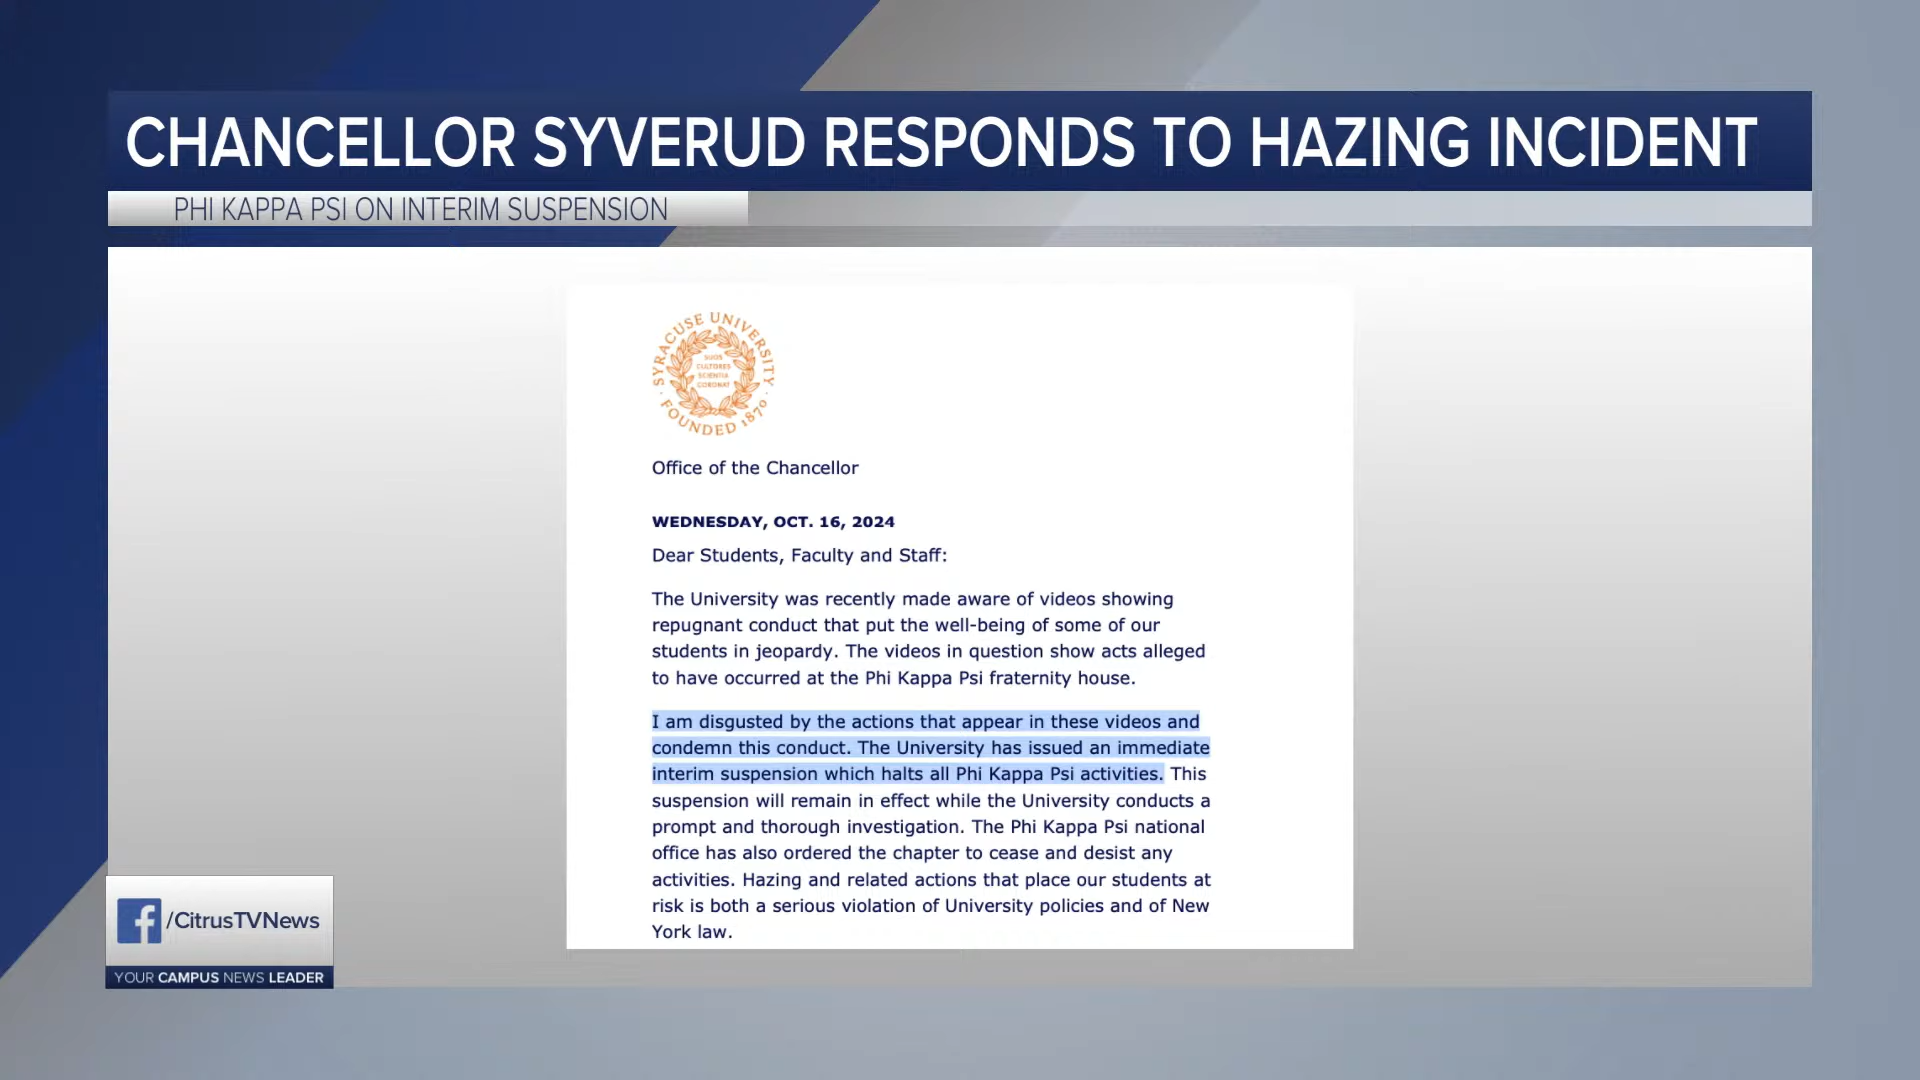 CHANCELLOR SYVERUD RESPONDS TO HAZING INCIDENT
PHI KAPPA PSI ON INTERIM SUSPENSION
SYRACUSE UNIVERSITY
FOUNDED 1870
SUOS
CULTORES
SCIENTIA
CORONAT
Office of the Chancellor
WEDNESDAY, OCT. 16, 2024
Dear Students, Faculty and Staff:
The University was recently made aware of videos showing
repugnant conduct that put the well-being of some of our
students in jeopardy. The videos in question show acts alleged
to have occurred at the Phi Kappa Psi fraternity house.
I am disgusted by the actions that appear in these videos and
condemn this conduct. The University has issued an immediate
interim suspension which halts all Phi Kappa Psi activities. This
suspension will remain in effect while the University conducts a
prompt and thorough investigation. The Phi Kappa Psi national
office has also ordered the chapter to cease and desist any
activities. Hazing and related actions that place our students at
risk is both a serious violation of University policies and of New
York law.
/CitrusTVNews
YOUR CAMPUS NEWS LEADER